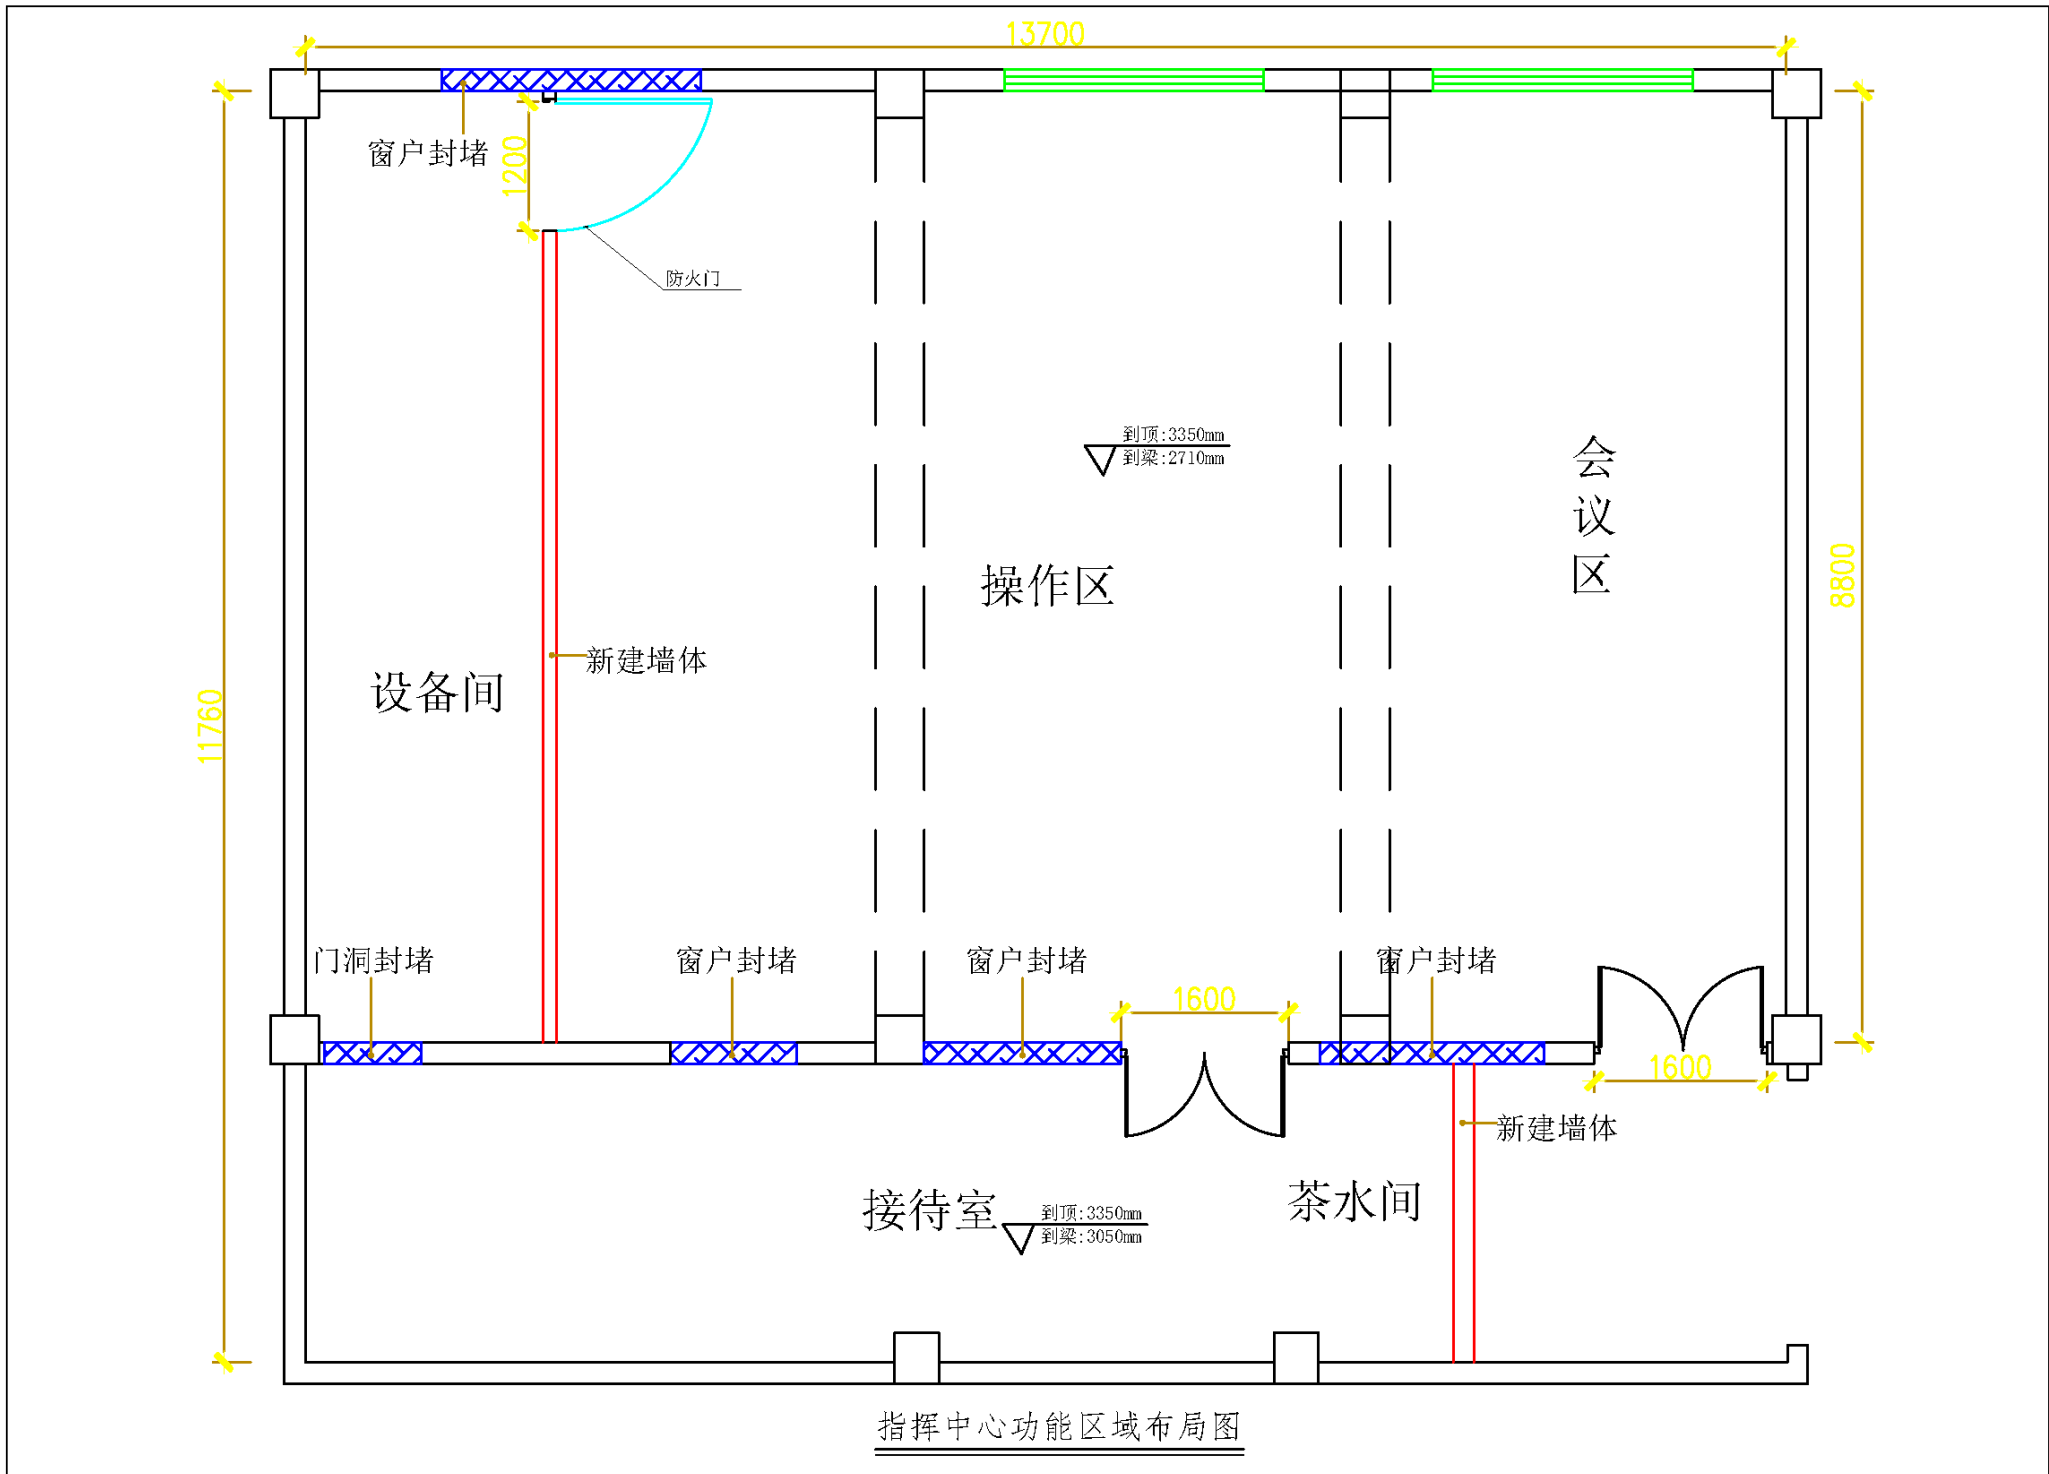 13700
窗户封堵
1200
防火门
到顶:3350mm
到梁:2710mm
会议区
操作区
8800
新建墙体
设备间
11760
门洞封堵
窗户封堵
窗户封堵
窗户封堵
1600
1600
新建墙体
接待室
到顶:3350mm
到梁:3050mm
茶水间
指挥中心功能区域布局图